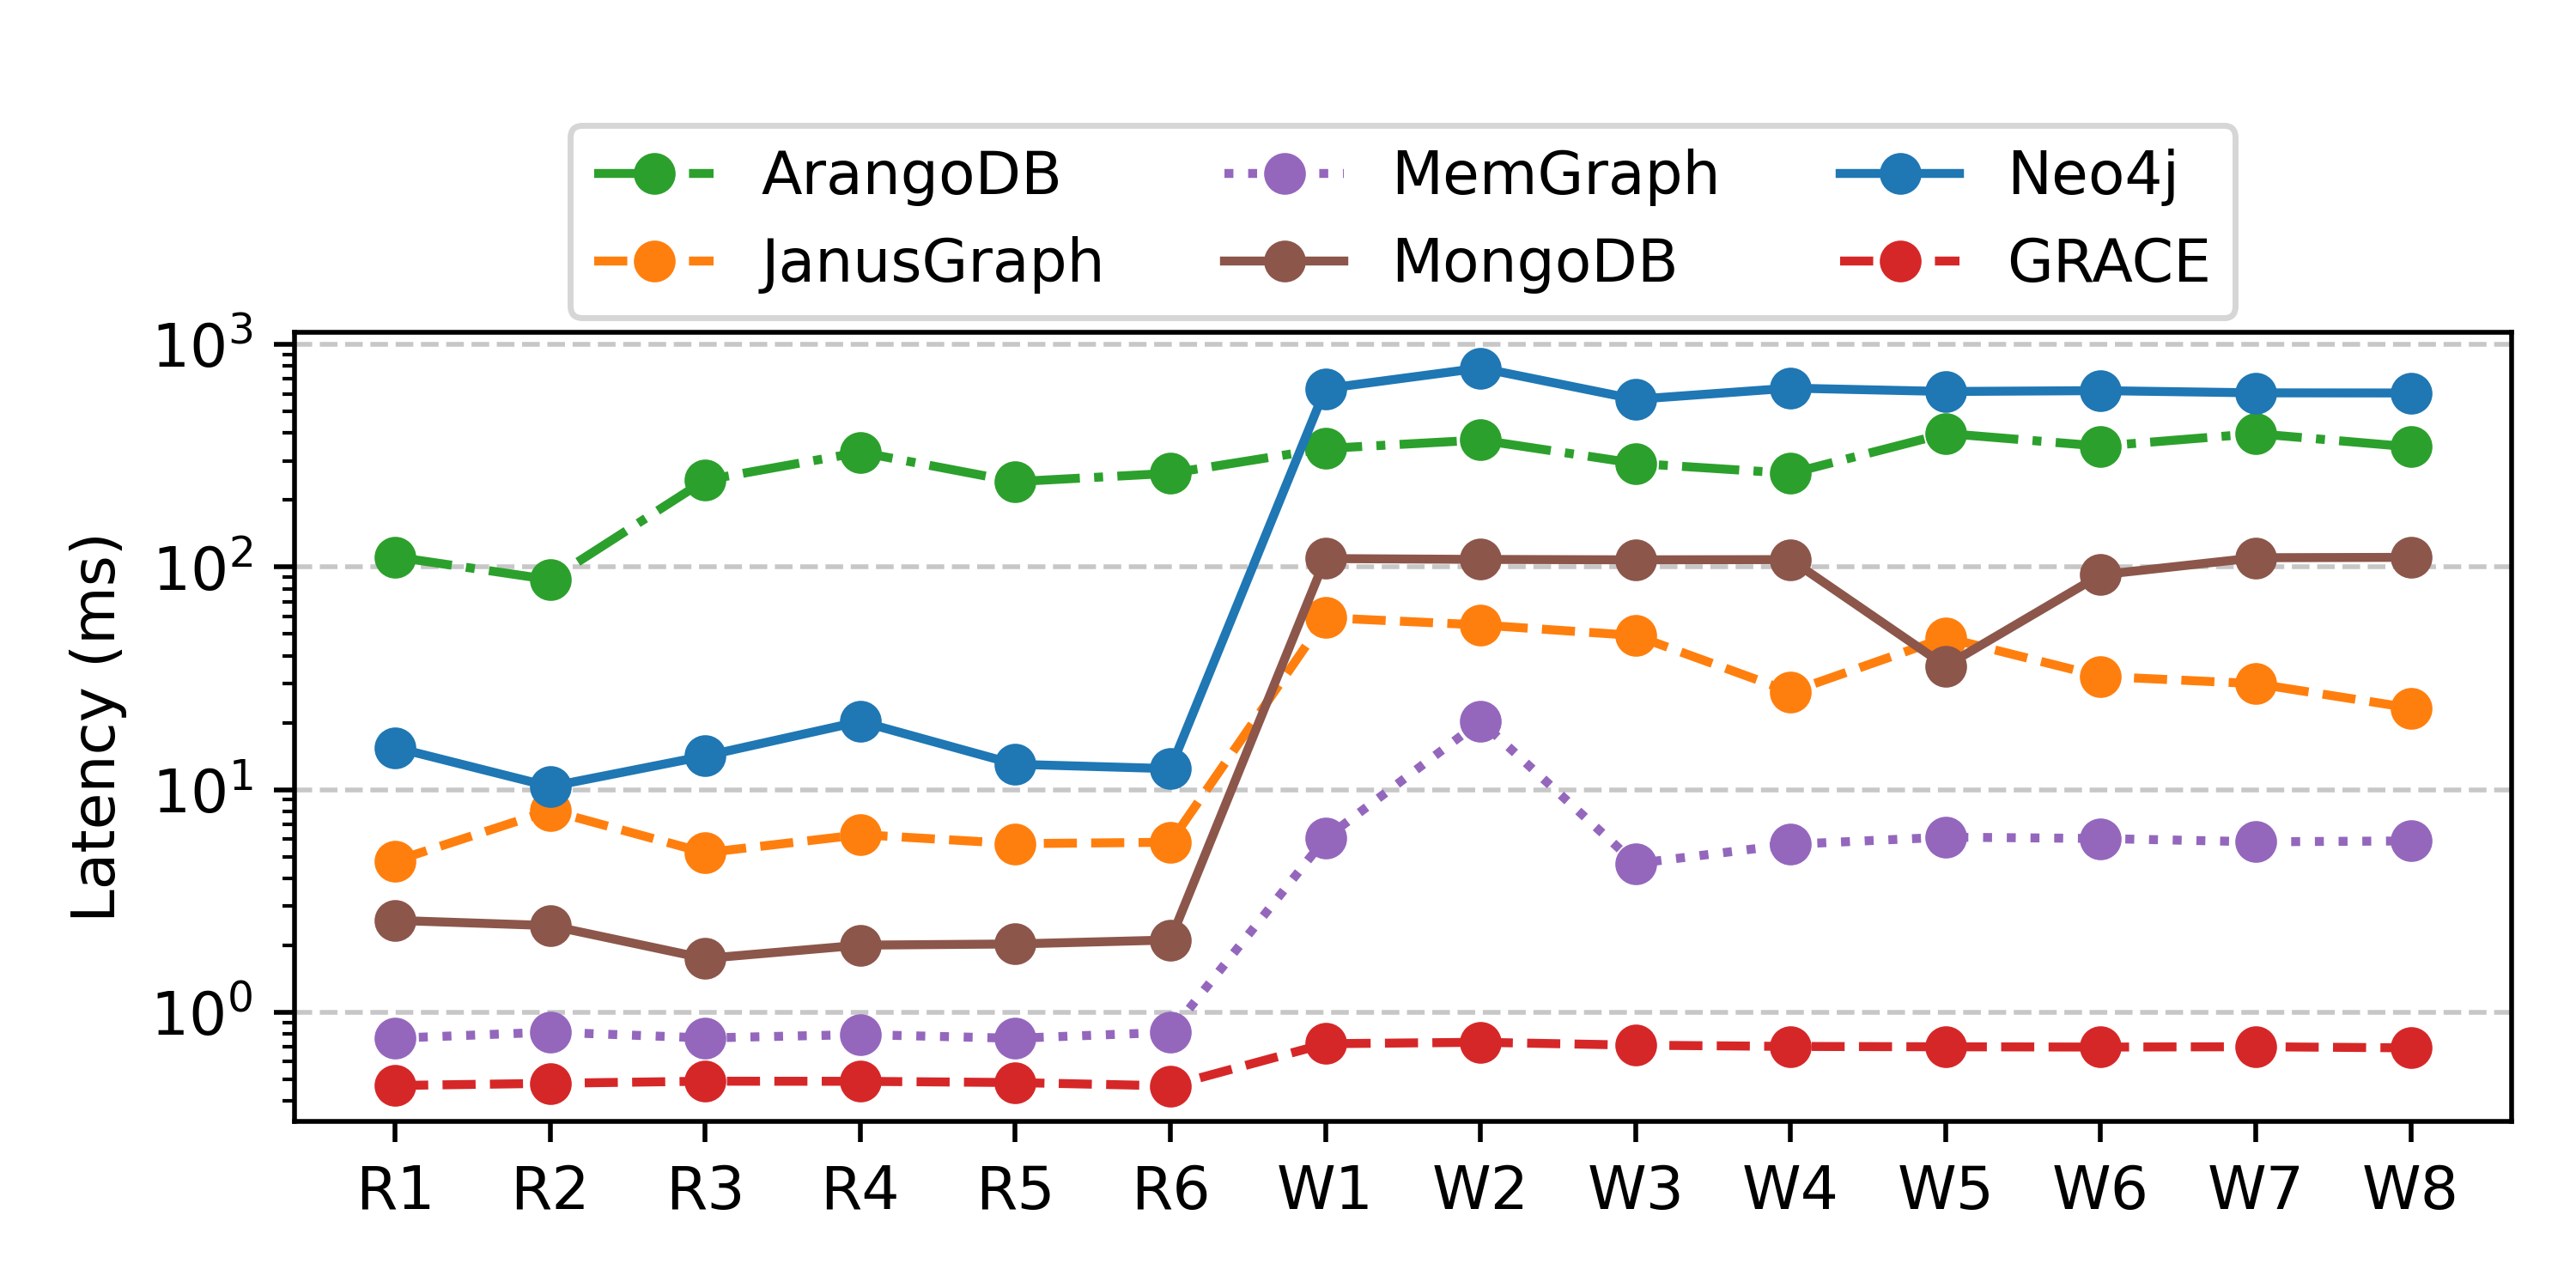 ArangoDB MemGraph Neo4j
JanusGraph MongoDB GRACE
10³
10²
10¹
10⁰
Latency (ms)
R1 R2 R3 R4 R5 R6 W1 W2 W3 W4 W5 W6 W7 W8